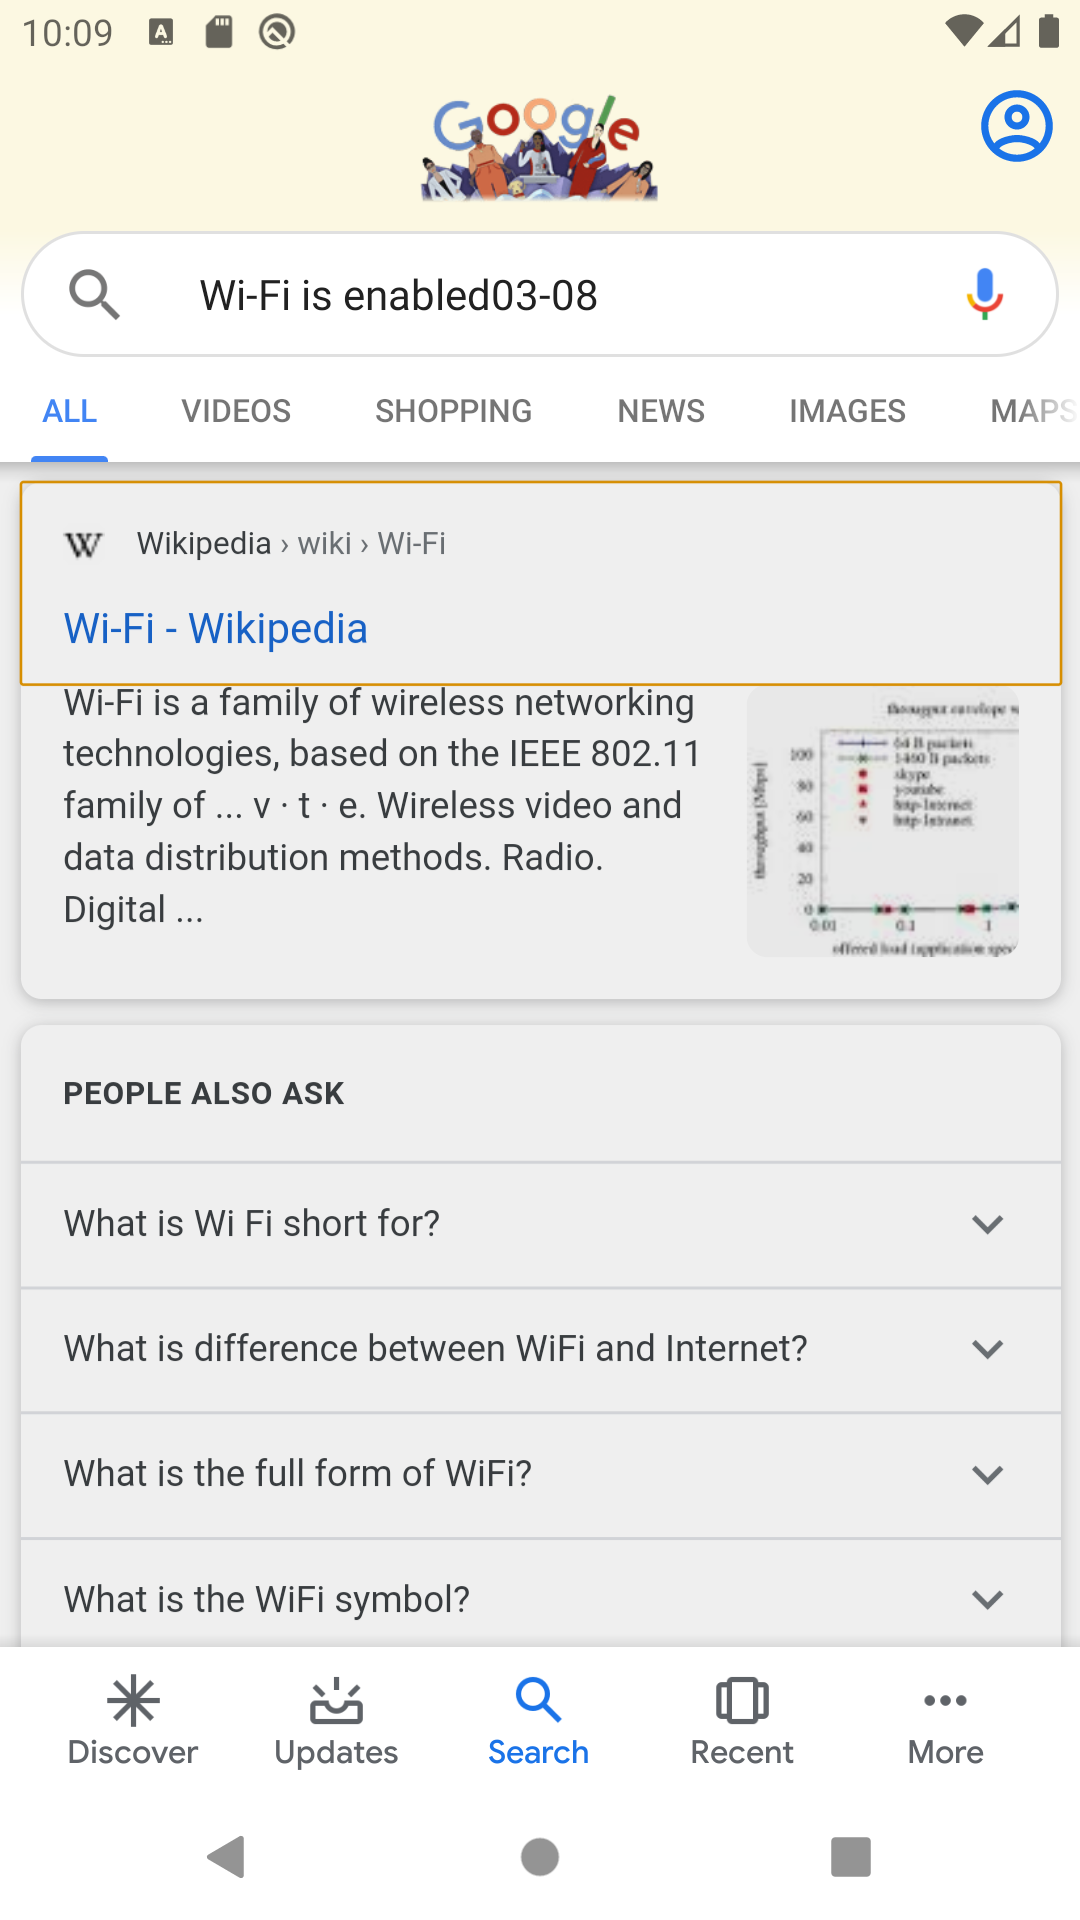 10:09
Google
Wi-Fi is enabled03-08
ALL VIDEOS SHOPPING NEWS IMAGES MAPS
W Wikipedia › wiki › Wi-Fi
Wi-Fi - Wikipedia
Wi-Fi is a family of wireless networking
technologies, based on the IEEE 802.11
family of ... v · t · e. Wireless video and
data distribution methods. Radio.
Digital ...
throughput envelope
64 B packets
1460 B packets
skype
youtube
http-Internet
http-Intranet
throughput [Mbps]
100
80
60
40
20
0
0.01 0.1 1
offered load (application
PEOPLE ALSO ASK
What is Wi Fi short for?
What is difference between WiFi and Internet?
What is the full form of WiFi?
What is the WiFi symbol?
Discover Updates Search Recent More